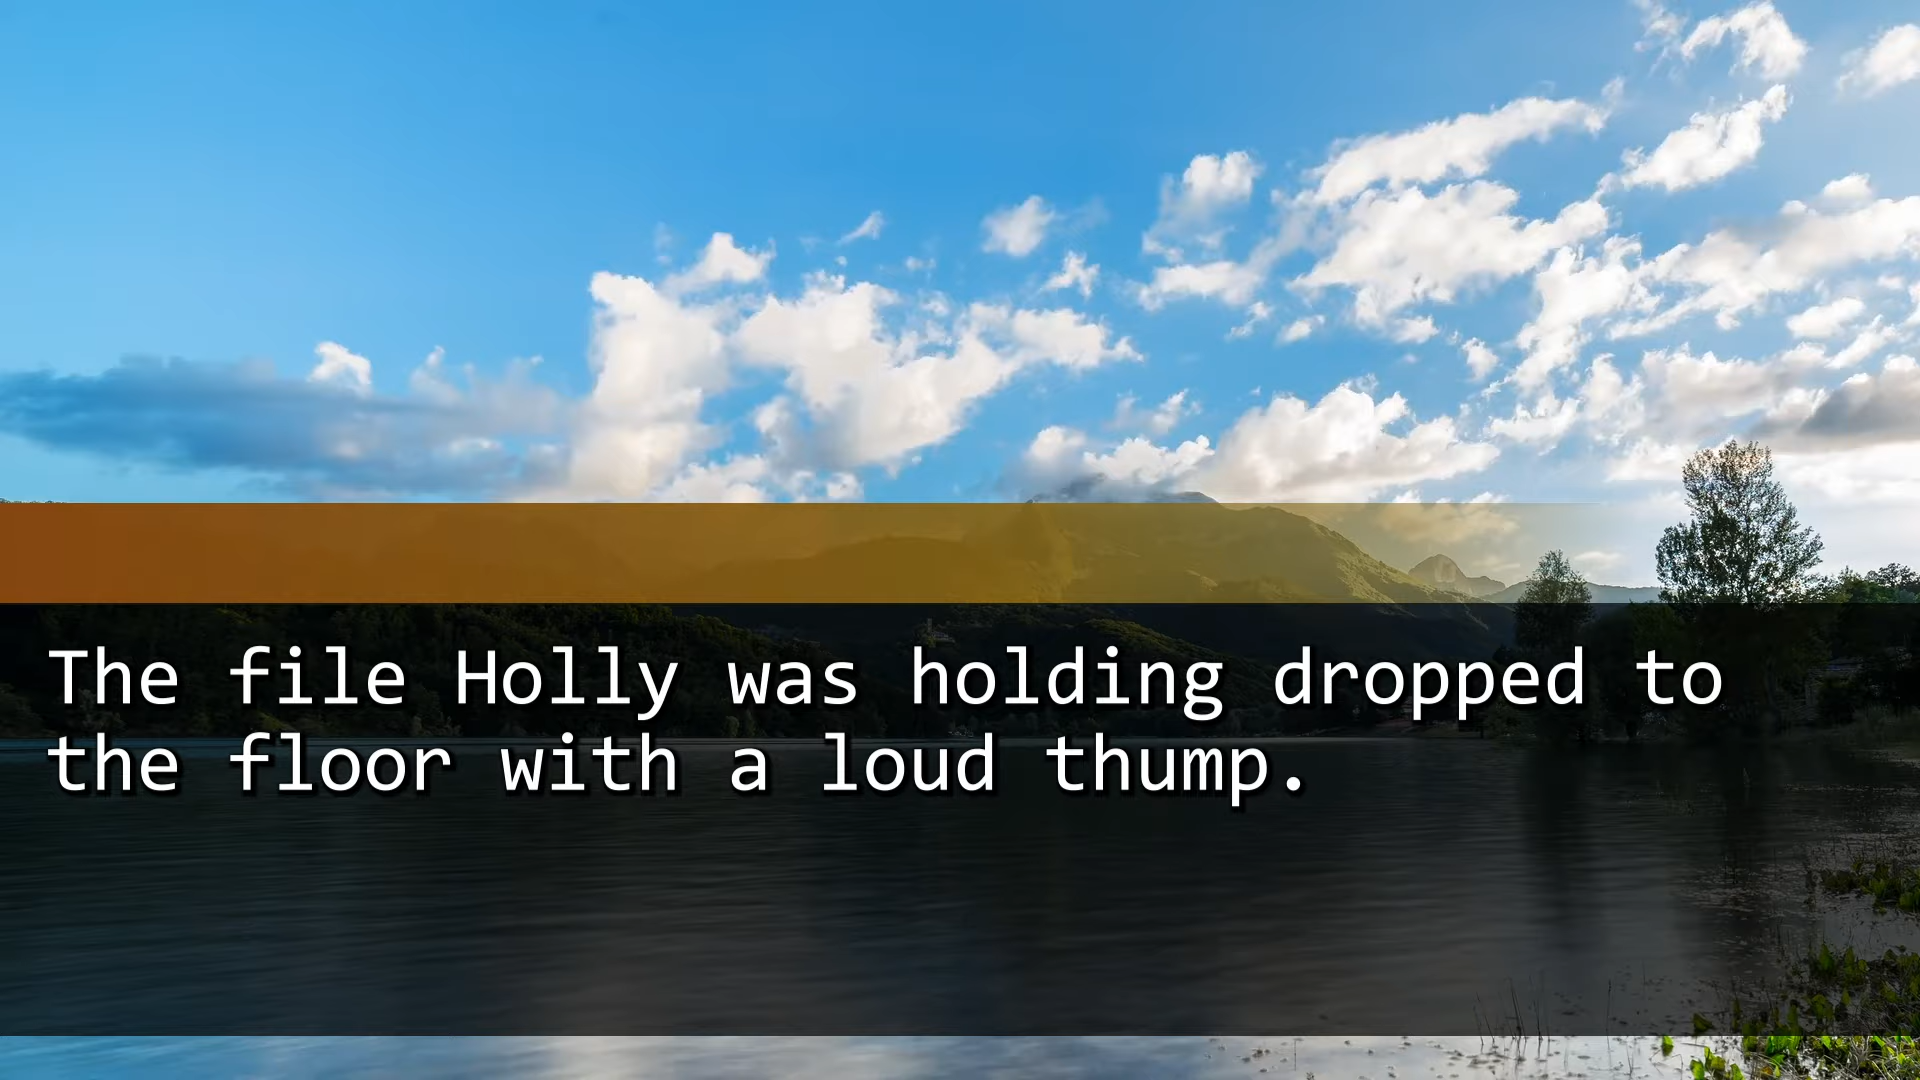 The file Holly was holding dropped to
the floor with a loud thump.